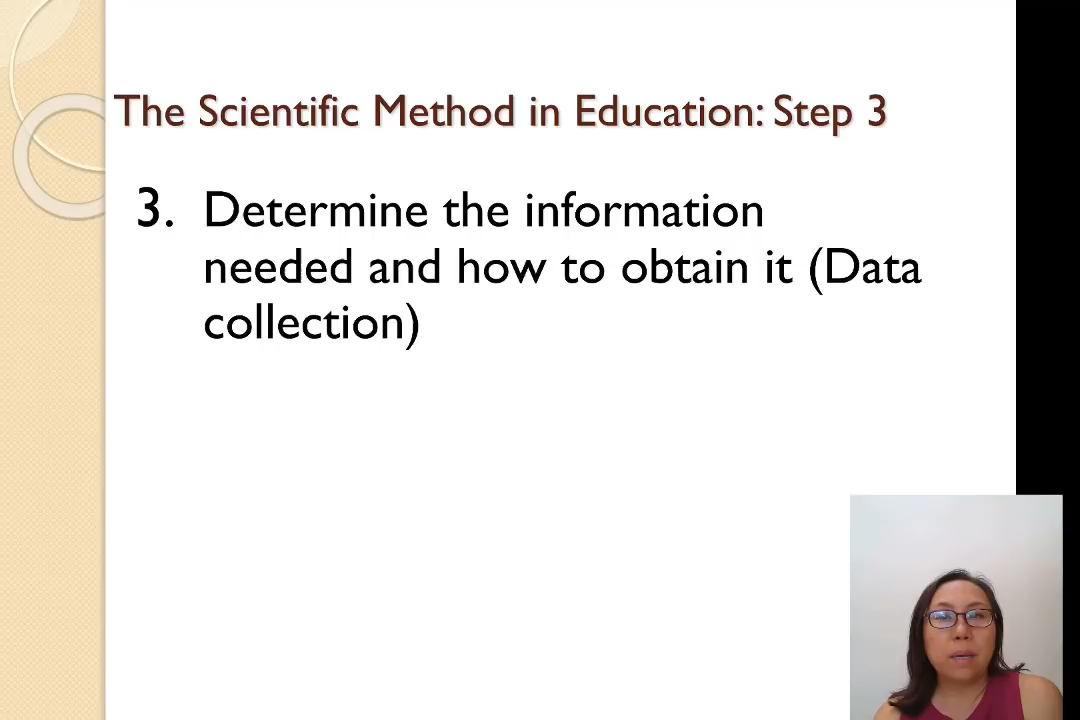 The Scientific Method in Education: Step 3
3. Determine the information
needed and how to obtain it (Data
collection)